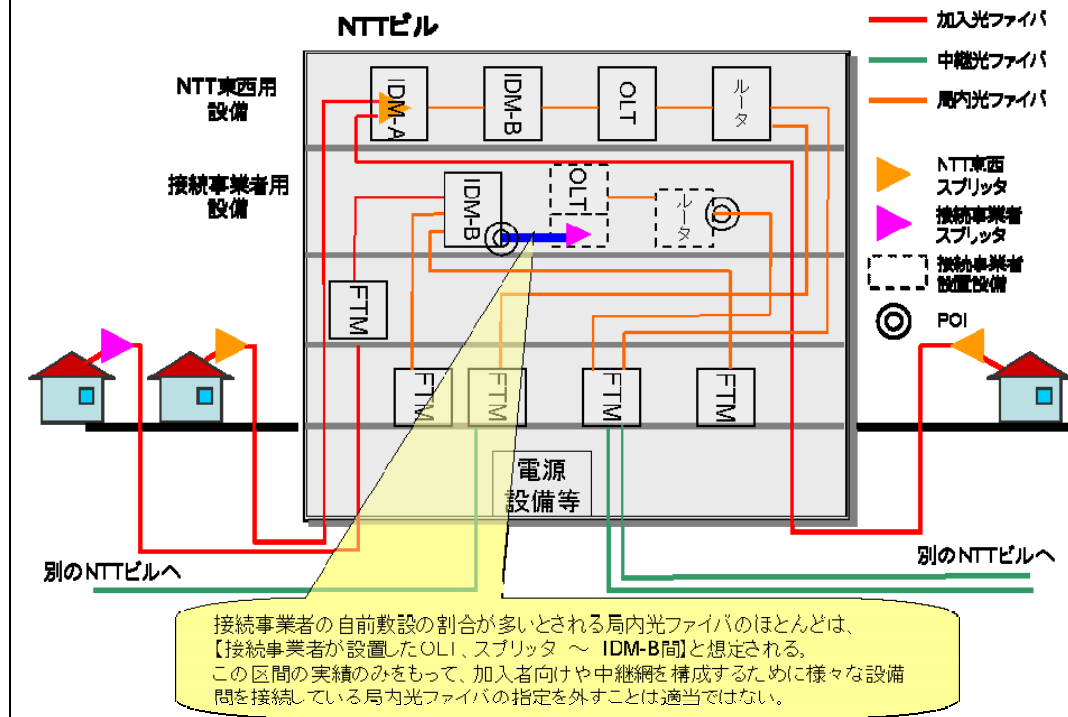 NTTビル
加入光ファイバ
中継光ファイバ
局内光ファイバ
NTT東西用
設備
IDM-A
IDM-B
OLT
ルータ
NTT東西
スプリッタ
接続事業者用
設備
IDM-B
OLT
ルータ
接続事業者
スプリッタ
接続事業者
設置設備
POI
FTM
FTM
FTM
FTM
FTM
電源
設備等
別のNTTビルへ
別のNTTビルへ
接続事業者の自前敷設の割合が多いとされる局内光ファイバのほとんどは、
【接続事業者が設置したOLI、スプリッタ ～ IDM-B間】と想定される。
この区間の実績のみをもって、加入者向けや中継網を構成するために様々な設備
間を接続している局内光ファイバの指定を外すことは適当ではない。